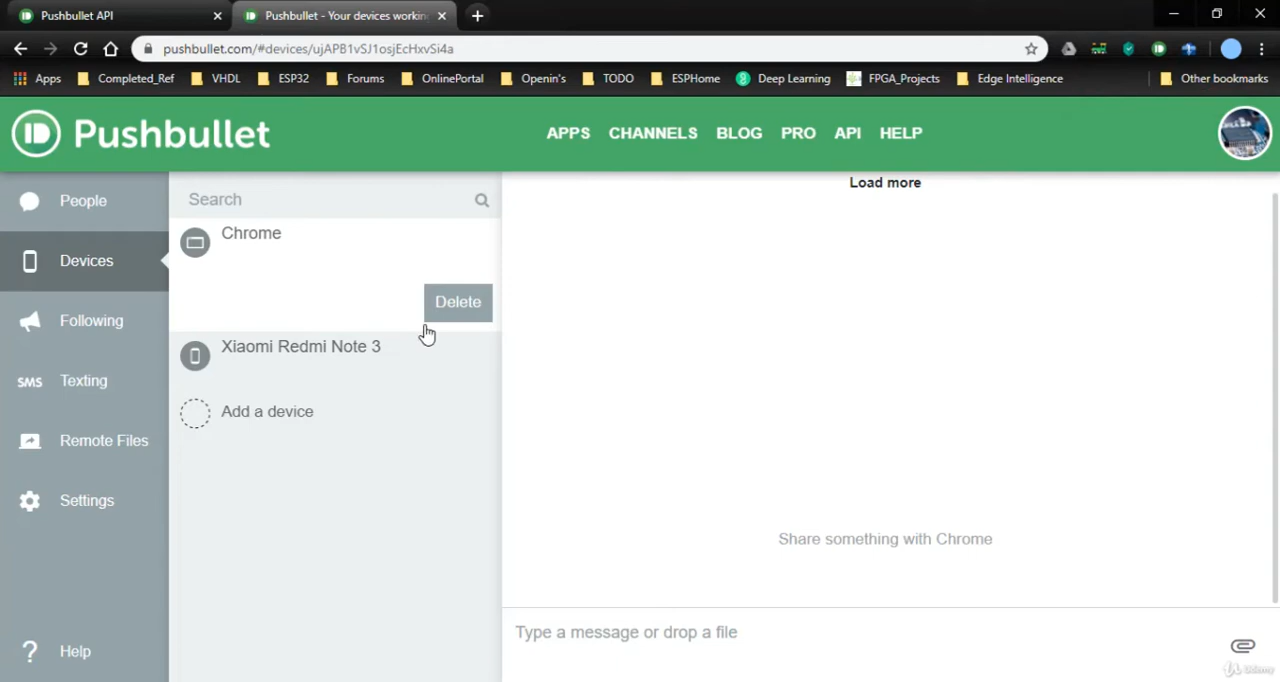 Pushbullet API
Pushbullet - Your devices workin
pushbullet.com/#devices/ujAPB1vSJ1osjEcHxvSi4a
Apps Completed_Ref VHDL ESP32 Forums OnlinePortal Openin's TODO ESPHome Deep Learning FPGA_Projects Edge Intelligence Other bookmarks
Pushbullet
APPS CHANNELS BLOG PRO API HELP
People
Devices
Following
SMS Texting
Remote Files
Settings
? Help
Search
Chrome
Delete
Xiaomi Redmi Note 3
Add a device
Load more
Share something with Chrome
Type a message or drop a file
Udemy